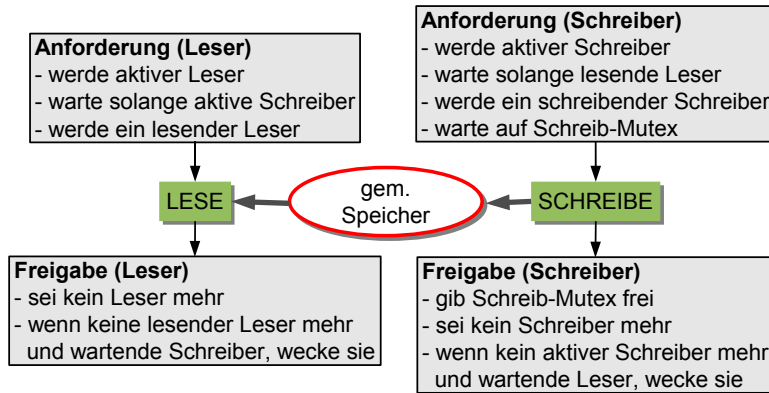 Anforderung (Leser)
- werde aktiver Leser
- warte solange aktive Schreiber
- werde ein lesender Leser
Anforderung (Schreiber)
- werde aktiver Schreiber
- warte solange lesende Leser
- werde ein schreibender Schreiber
- warte auf Schreib-Mutex
LESE
gem.
Speicher
SCHREIBE
Freigabe (Leser)
- sei kein Leser mehr
- wenn keine lesender Leser mehr
und wartende Schreiber, wecke sie
Freigabe (Schreiber)
- gib Schreib-Mutex frei
- sei kein Schreiber mehr
- wenn kein aktiver Schreiber mehr
und wartende Leser, wecke sie